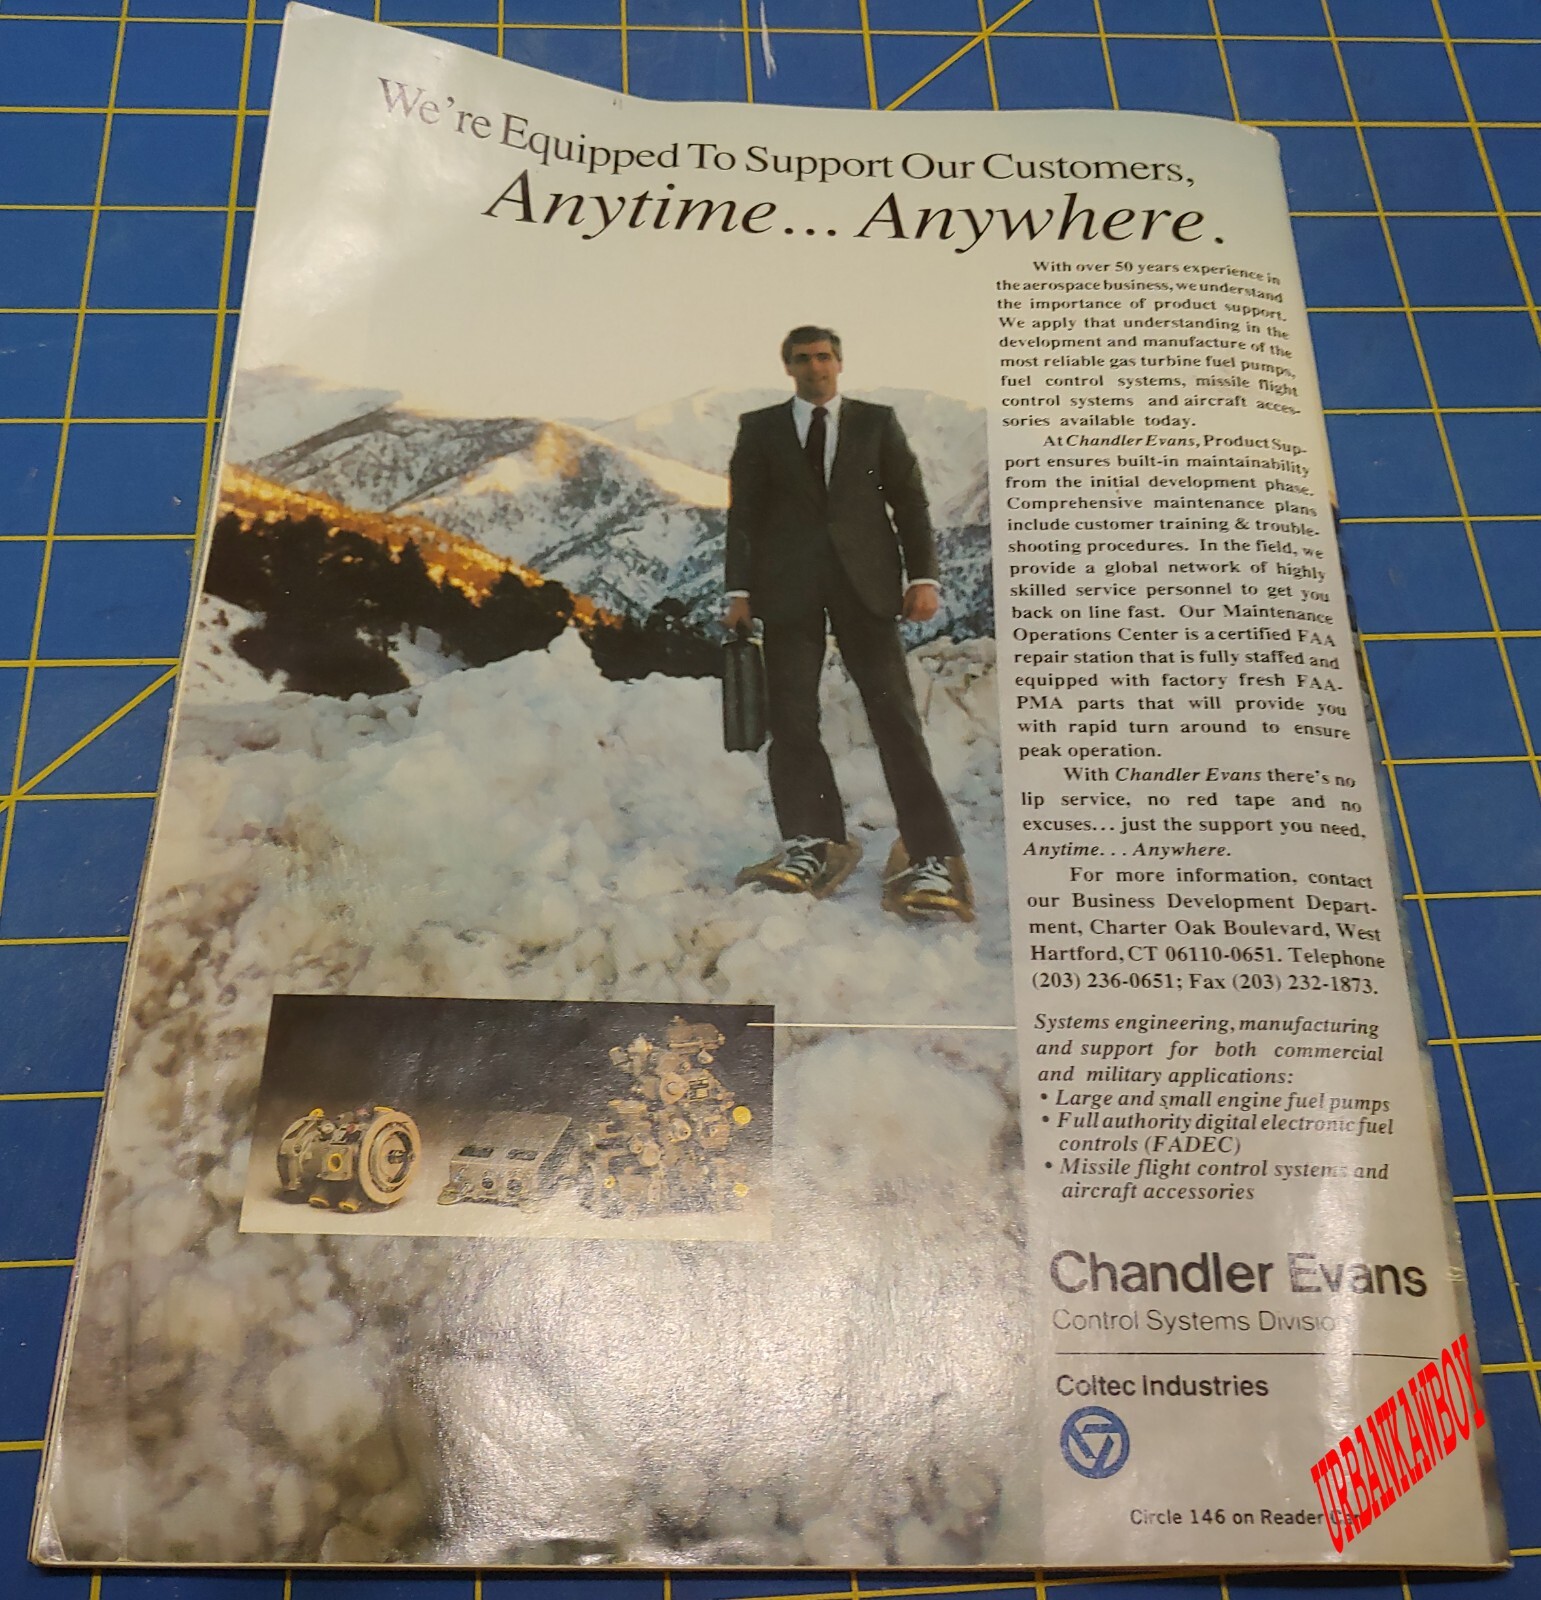 We're Equipped To Support Our Customers,
Anytime... Anywhere.
With over 50 years experience in
the aerospace business, we understand
the importance of product support.
We apply that understanding in the
development and manufacture of the
most reliable gas turbine fuel pumps,
fuel control systems, missile flight
control systems and aircraft acces-
sories available today.
At Chandler Evans, Product Sup-
port ensures built-in maintainability
from the initial development phase.
Comprehensive maintenance plans
include customer training & trouble-
shooting procedures. In the field, we
provide a global network of highly
skilled service personnel to get you
back on line fast. Our Maintenance
Operations Center is a certified FAA
repair station that is fully staffed and
equipped with factory fresh FAA-
PMA parts that will provide you
with rapid turn around to ensure
peak operation.
With Chandler Evans there's no
lip service, no red tape and no
excuses... just the support you need,
Anytime. . . Anywhere.
For more information, contact
our Business Development Depart-
ment, Charter Oak Boulevard, West
Hartford, CT 06110-0651. Telephone
(203) 236-0651; Fax (203) 232-1873.
Systems engineering, manufacturing
and support for both commercial
and military applications:
• Large and small engine fuel pumps
• Full authority digital electronic fuel
controls (FADEC)
• Missile flight control systems and
aircraft accessories
Chandler Evans
Control Systems Division
Coltec Industries
Circle 146 on Reader Car
URBANKAWBOY